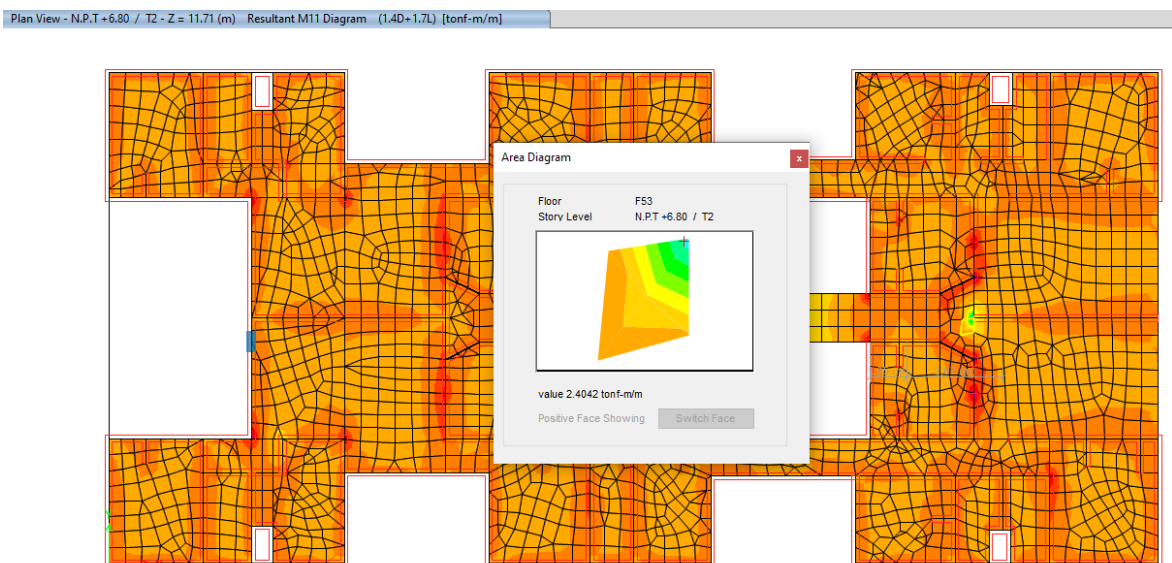 Plan View - N.P.T +6.80 / T2 - Z = 11.71 (m) Resultant M11 Diagram (1.4D+1.7L) [tonf-m/m]
Area Diagram
x
Floor F53
Story Level N.P.T +6.80 / T2
value 2.4042 tonf-m/m
Positive Face Showing Switch Face